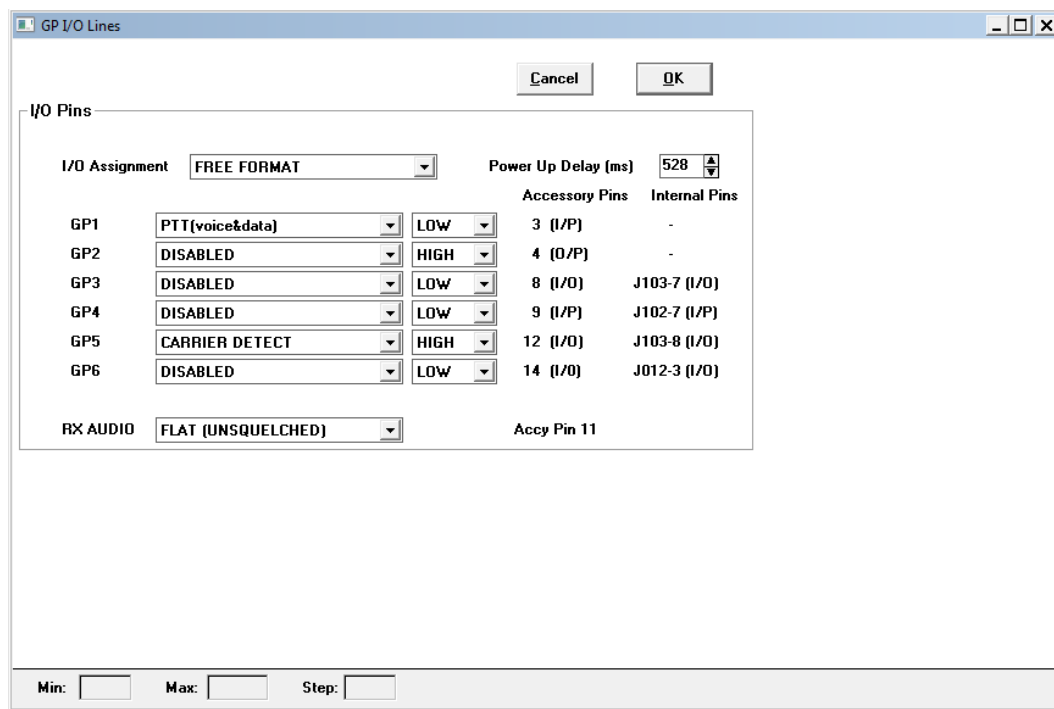 GP I/O Lines
Cancel OK
I/O Pins
I/O Assignment FREE FORMAT Power Up Delay (ms) 528
Accessory Pins Internal Pins
GP1 PTT(voice&data) LOW 3 (I/P) -
GP2 DISABLED HIGH 4 (O/P) -
GP3 DISABLED LOW 8 (I/O) J103-7 (I/O)
GP4 DISABLED LOW 9 (I/P) J102-7 (I/P)
GP5 CARRIER DETECT HIGH 12 (I/O) J103-8 (I/O)
GP6 DISABLED LOW 14 (I/0) J012-3 (I/O)
RX AUDIO FLAT (UNSQUELCHED) Accy Pin 11
Min: Max: Step: